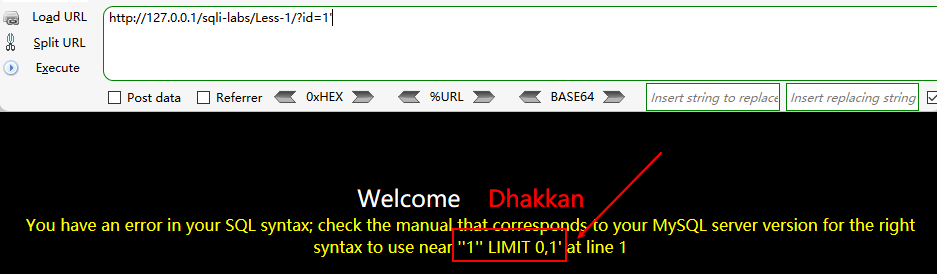 Load URL
http://127.0.0.1/sqli-labs/Less-1/?id=1'
Split URL
Execute
Post data Referrer 0xHEX %URL BASE64 Insert string to replace Insert replacing string
Welcome Dhakkan
You have an error in your SQL syntax; check the manual that corresponds to your MySQL server version for the right
syntax to use near ''1'' LIMIT 0,1' at line 1